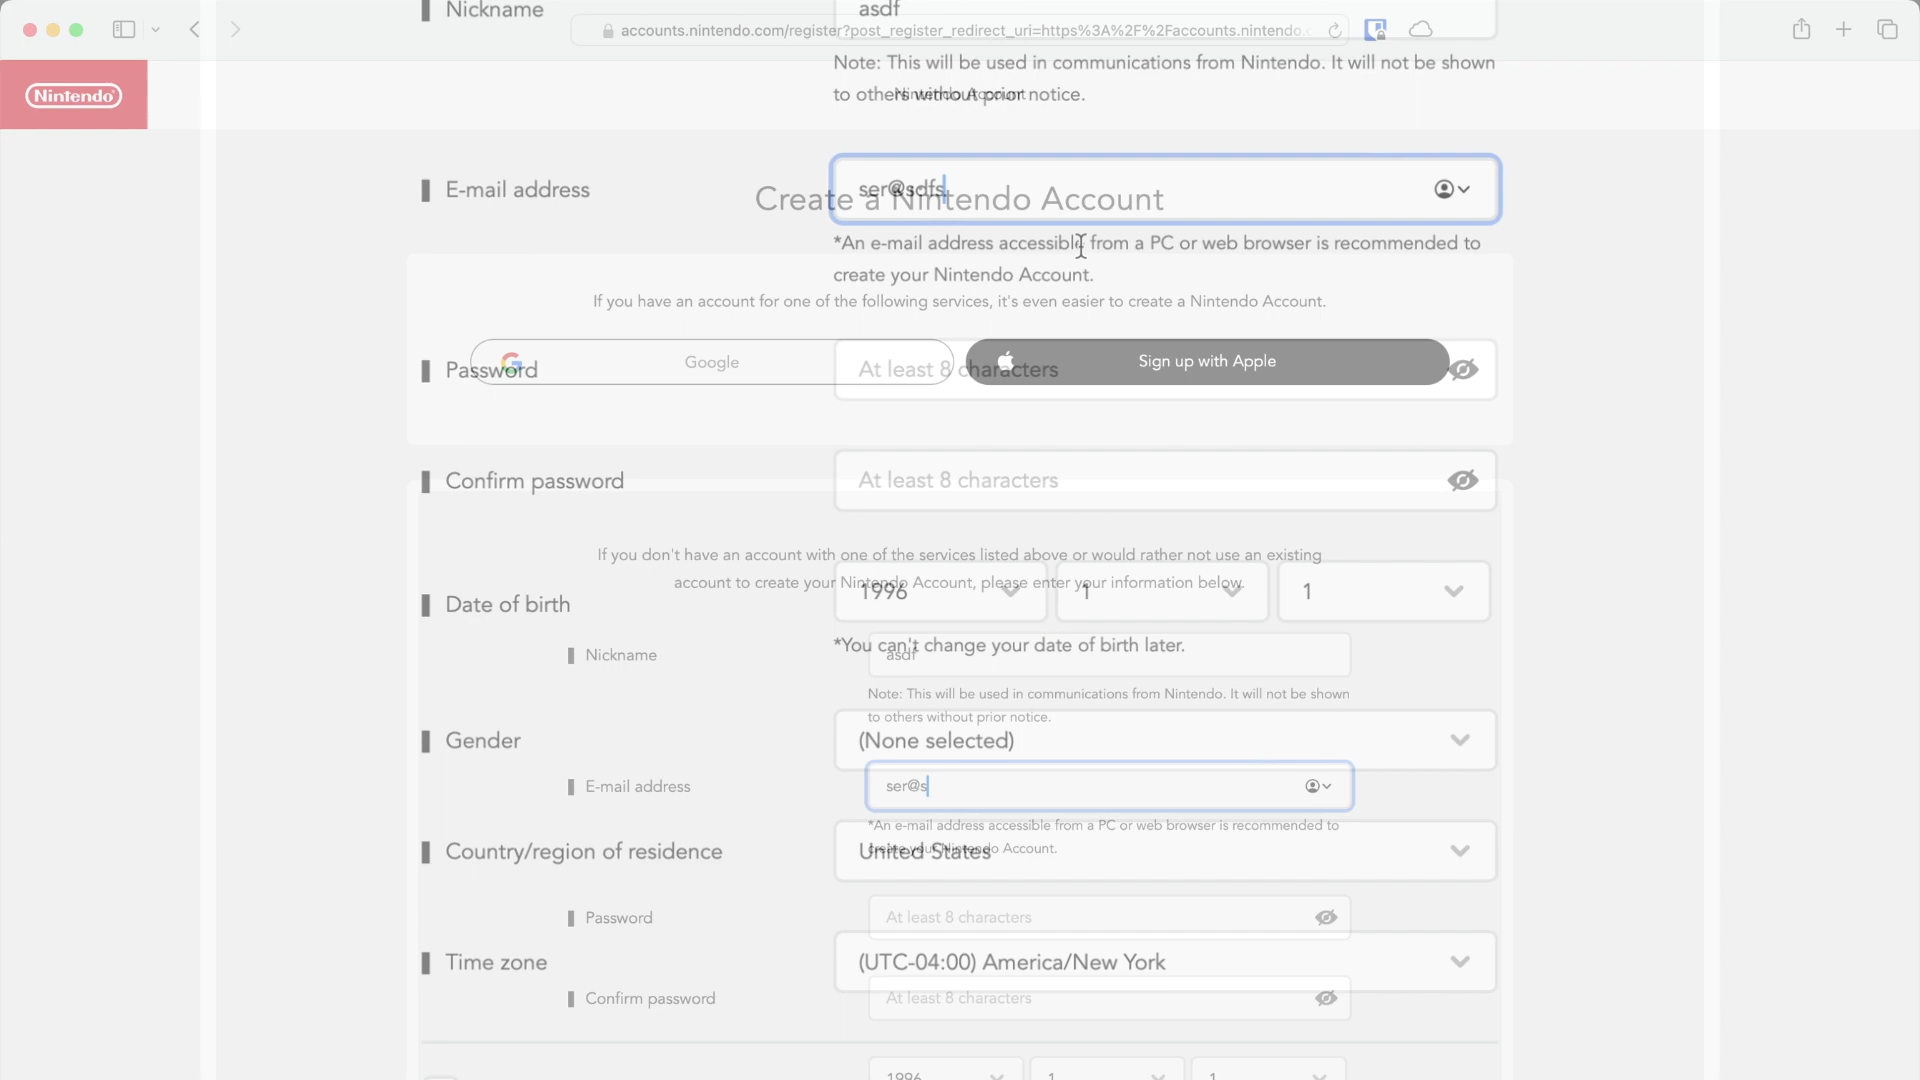 Nickname
asdf
accounts.nintendo.com/register?post_register_redirect_uri=https%3A%2F%2Faccounts.nintendo.c
Note: This will be used in communications from Nintendo. It will not be shown
to others without prior notice.
Nintendo
Nintendo Account
E-mail address
ser@sdfs
Create a Nintendo Account
*An e-mail address accessible from a PC or web browser is recommended to
create your Nintendo Account.
If you have an account for one of the following services, it's even easier to create a Nintendo Account.
Google
Sign up with Apple
Password
At least 8 characters
Confirm password
At least 8 characters
If you don't have an account with one of the services listed above or would rather not use an existing
account to create your Nintendo Account, please enter your information below.
Date of birth
1996
1
1
*You can't change your date of birth later.
Nickname
asdf
Note: This will be used in communications from Nintendo. It will not be shown
to others without prior notice.
Gender
(None selected)
E-mail address
ser@s
*An e-mail address accessible from a PC or web browser is recommended to
create your Nintendo Account.
Country/region of residence
United States
Password
At least 8 characters
Time zone
(UTC-04:00) America/New York
Confirm password
At least 8 characters
1996
1
1